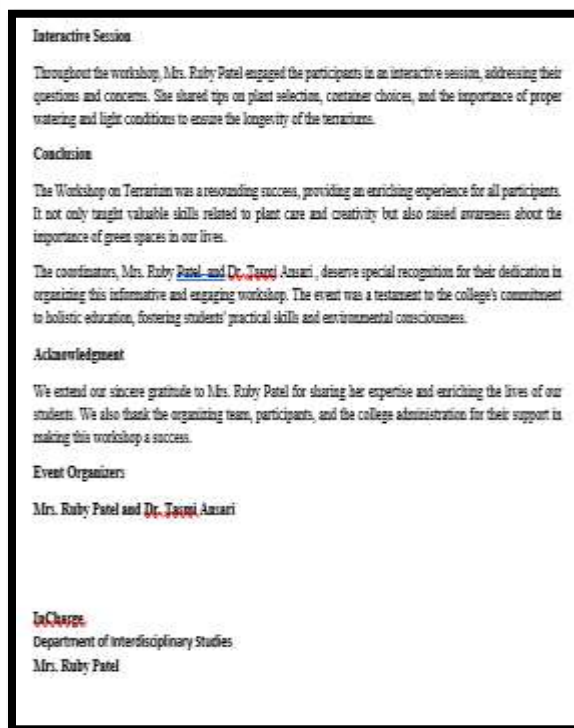 Interactive Session
Throughout the workshop, Mrs. Ruby Patel engaged the participants in an interactive session, addressing their
questions and concerns. She shared tips on plant selection, container choices, and the importance of proper
watering and light conditions to ensure the longevity of the terrariums.
Conclusion
The Workshop on Terrarium was a resounding success, providing an enriching experience for all participants.
It not only taught valuable skills related to plant care and creativity but also raised awareness about the
importance of green spaces in our lives.
The coordinators, Mrs. Ruby Patel and Dr. Tasmi Ansari , deserve special recognition for their dedication in
organizing this informative and engaging workshop. The event was a testament to the college's commitment
to holistic education, fostering students' practical skills and environmental consciousness.
Acknowledgment
We extend our sincere gratitude to Mrs. Ruby Patel for sharing her expertise and enriching the lives of our
students. We also thank the organizing team, participants, and the college administration for their support in
making this workshop a success.
Event Organizers
Mrs. Ruby Patel and Dr. Tasmi Ansari
InCharge
Department of Interdisciplinary Studies
Mrs. Ruby Patel